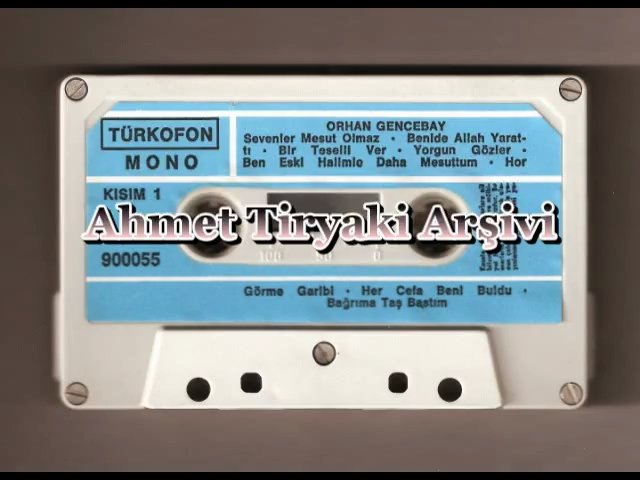 TÜRKOFON
MONO
ORHAN GENCEBAY
Sevenler Mesut Olmaz · Benide Allah Yarat-
tı · Bir Teselli Ver · Yorgun Gözler ·
Ben Eski Halimle Daha Mesuttum · Hor
KISIM 1
Ahmet Tiryaki Arşivi
900055
100 50 0
Görme Garibi · Her Cefa Beni Buldu ·
Bağrıma Taş Bastım